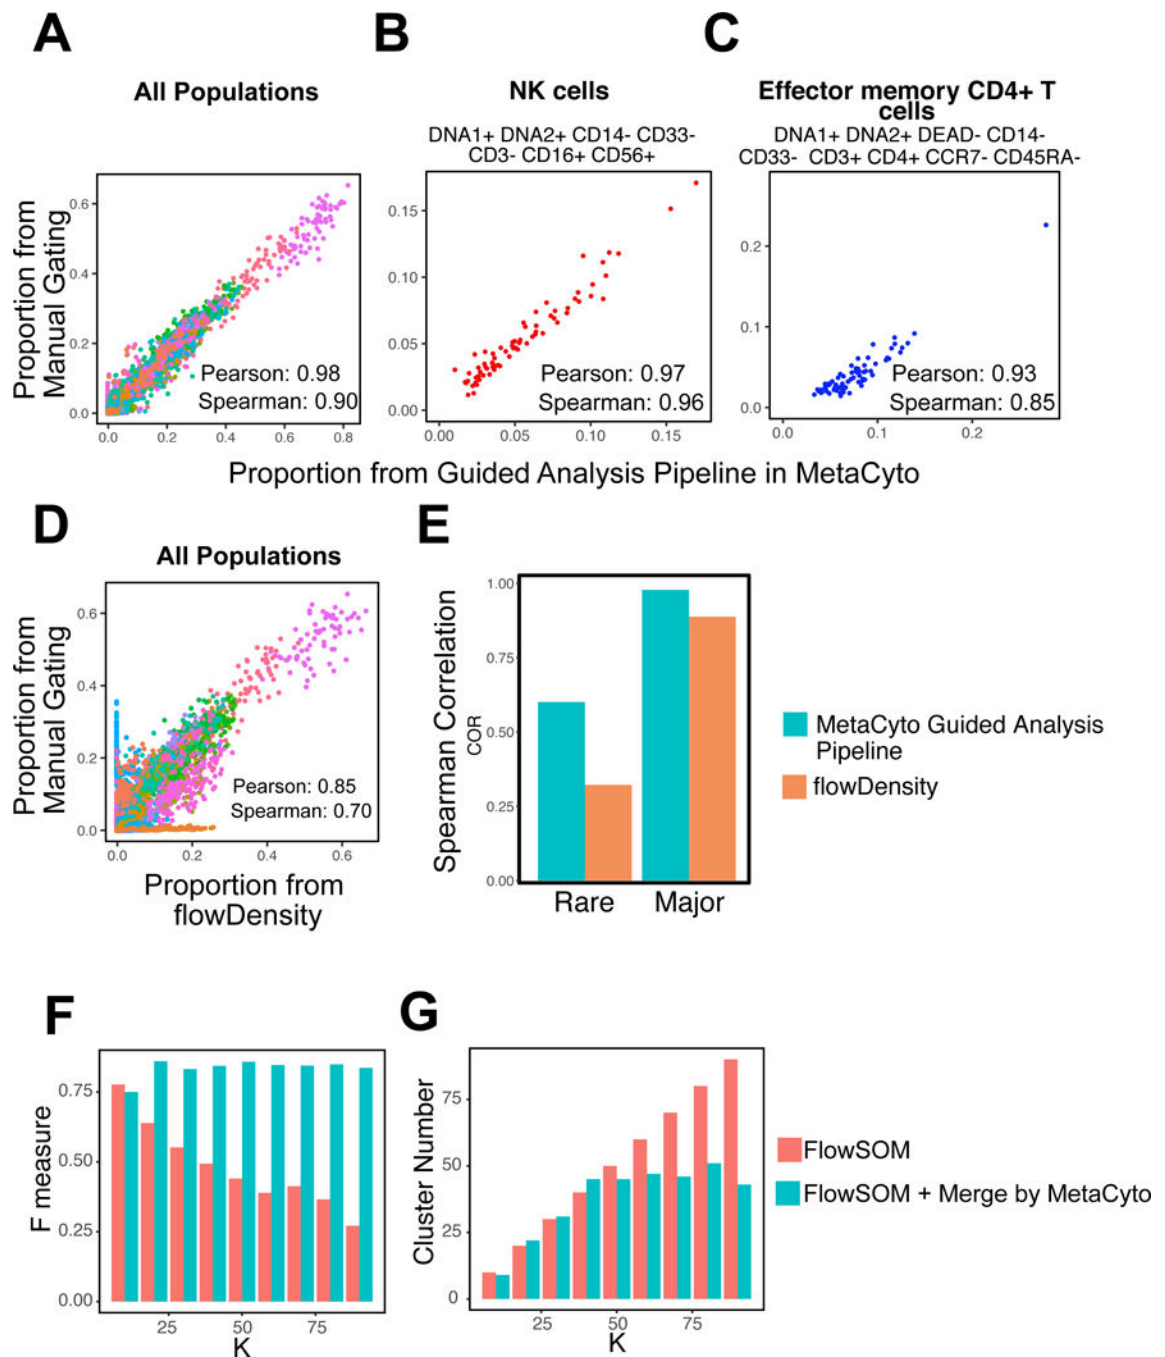 A
B
C
All Populations
NK cells
DNA1+ DNA2+ CD14- CD33-
CD3- CD16+ CD56+
Effector memory CD4+ T
cells
DNA1+ DNA2+ DEAD- CD14-
CD33- CD3+ CD4+ CCR7- CD45RA-
Proportion from
Manual Gating
0.6
0.4
0.2
0.0
0.0 0.2 0.4 0.6 0.8
Pearson: 0.98
Spearman: 0.90
0.15
0.10
0.05
0.00
0.00 0.05 0.10 0.15
Pearson: 0.97
Spearman: 0.96
0.2
0.1
0.0
0.0 0.1 0.2
Pearson: 0.93
Spearman: 0.85
Proportion from Guided Analysis Pipeline in MetaCyto
D
All Populations
Proportion from
Manual Gating
0.6
0.4
0.2
0.0
0.0 0.2 0.4 0.6
Pearson: 0.85
Spearman: 0.70
Proportion from
flowDensity
E
Spearman Correlation
COR
1.00
0.75
0.50
0.25
0.00
Rare Major
MetaCyto Guided Analysis
Pipeline
flowDensity
F
F measure
0.75
0.50
0.25
0.00
25 50 75
K
G
Cluster Number
75
50
25
0
25 50 75
K
FlowSOM
FlowSOM + Merge by MetaCyto